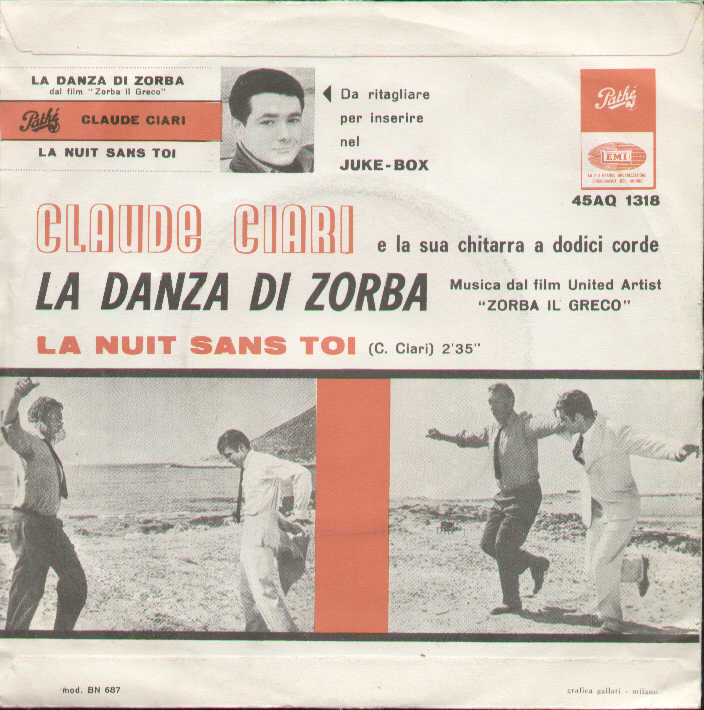 LA DANZA DI ZORBA
dal film "Zorba il Greco"
Pathé
CLAUDE CIARI
LA NUIT SANS TOI
Da ritagliare
per inserire
nel
JUKE-BOX
Pathé
EMI
45AQ 1318
CLAUDE CIARI
e la sua chitarra a dodici corde
LA DANZA DI ZORBA
Musica dal film United Artist
"ZORBA IL GRECO"
LA NUIT SANS TOI (C. Ciari) 2'35"
mod. BN 687
grafica gallati - milano